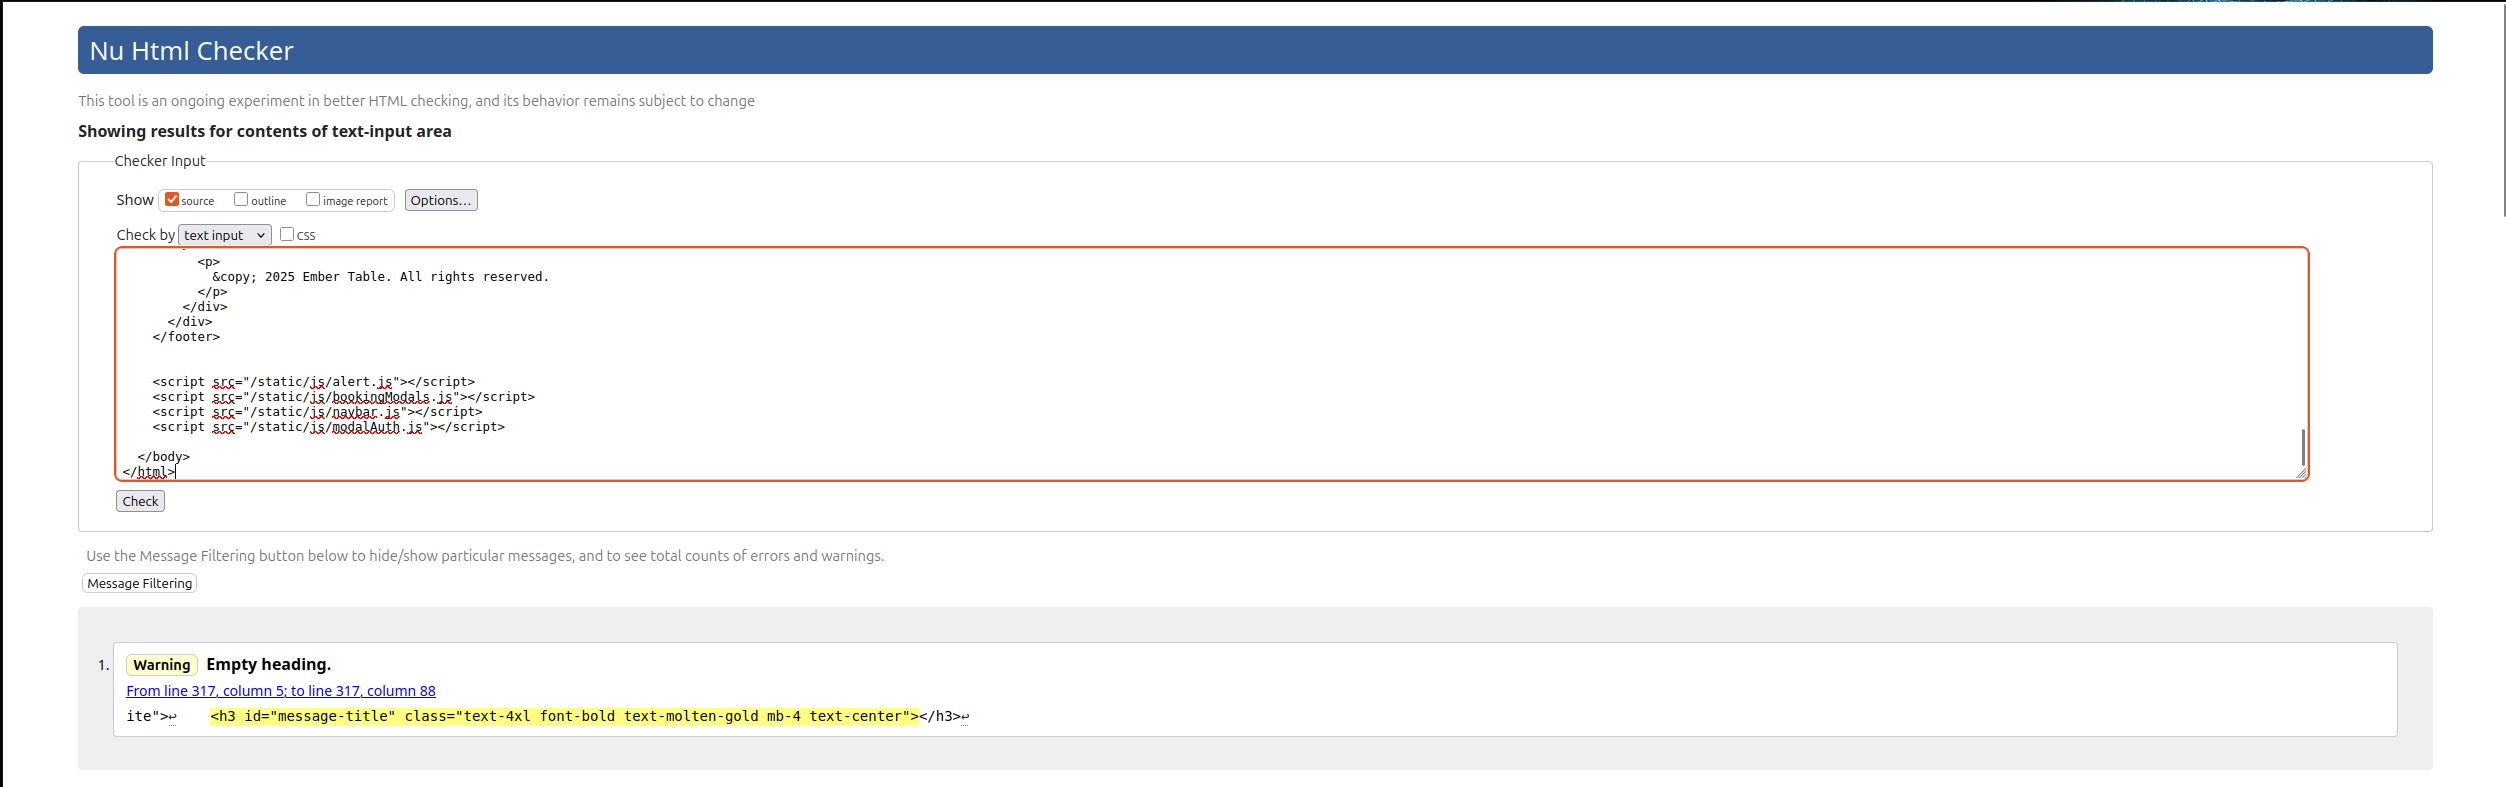 Nu Html Checker
This tool is an ongoing experiment in better HTML checking, and its behavior remains subject to change
Showing results for contents of text-input area
Checker Input
Show source outline image report Options...
Check by text input css
<p>
&copy; 2025 Ember Table. All rights reserved.
</p>
</div>
</div>
</footer>
<script src="/static/js/alert.js"></script>
<script src="/static/js/bookingModals.js"></script>
<script src="/static/js/navbar.js"></script>
<script src="/static/js/modalAuth.js"></script>
</body>
</html>
Check
Use the Message Filtering button below to hide/show particular messages, and to see total counts of errors and warnings.
Message Filtering
1. Warning Empty heading.
From line 317, column 5; to line 317, column 88
ite">↩ <h3 id="message-title" class="text-4xl font-bold text-molten-gold mb-4 text-center"></h3>↩